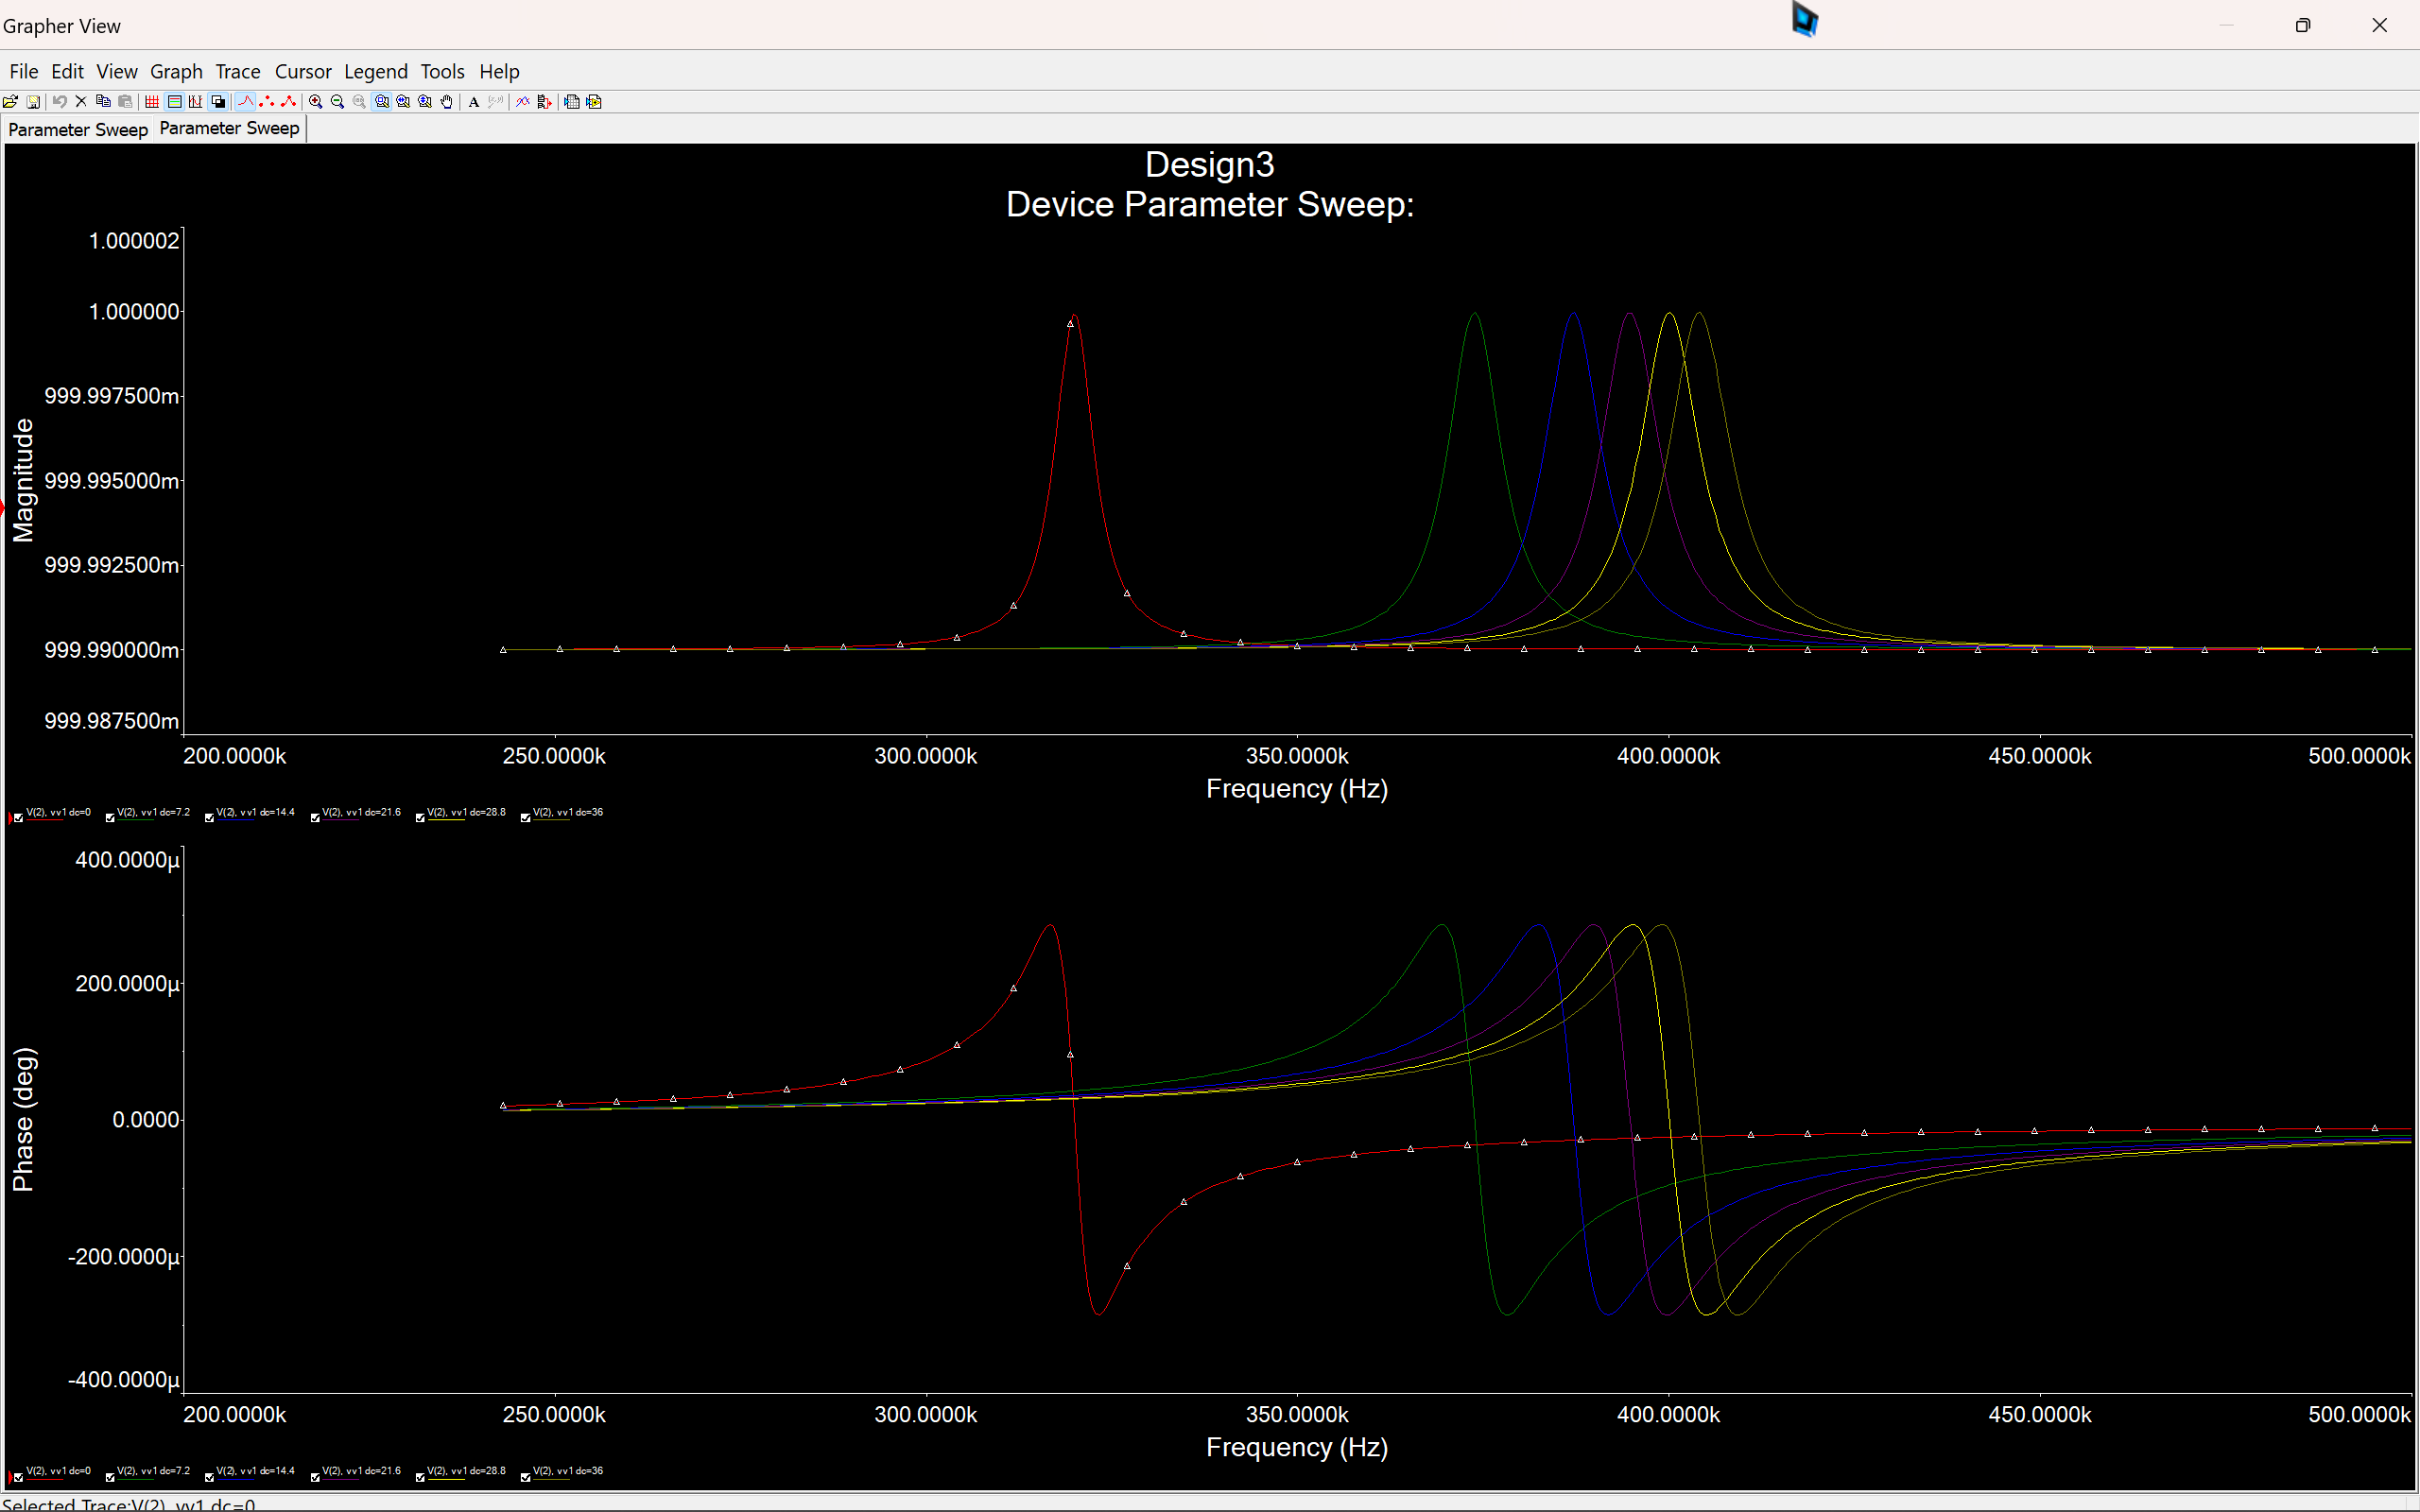 Grapher View
File Edit View Graph Trace Cursor Legend Tools Help
A
Parameter Sweep Parameter Sweep
Design3
Device Parameter Sweep:
1.000002
1.000000
999.997500m
999.995000m
999.992500m
999.990000m
999.987500m
Magnitude
200.0000k 250.0000k 300.0000k 350.0000k 400.0000k 450.0000k 500.0000k
Frequency (Hz)
V(2), vv1 dc=0 V(2), vv1 dc=7.2 V(2), vv1 dc=14.4 V(2), vv1 dc=21.6 V(2), vv1 dc=28.8 V(2), vv1 dc=36
400.0000µ
200.0000µ
0.0000
-200.0000µ
-400.0000µ
Phase (deg)
200.0000k 250.0000k 300.0000k 350.0000k 400.0000k 450.0000k 500.0000k
Frequency (Hz)
V(2), vv1 dc=0 V(2), vv1 dc=7.2 V(2), vv1 dc=14.4 V(2), vv1 dc=21.6 V(2), vv1 dc=28.8 V(2), vv1 dc=36
Selected Trace:V(2), vv1 dc=0